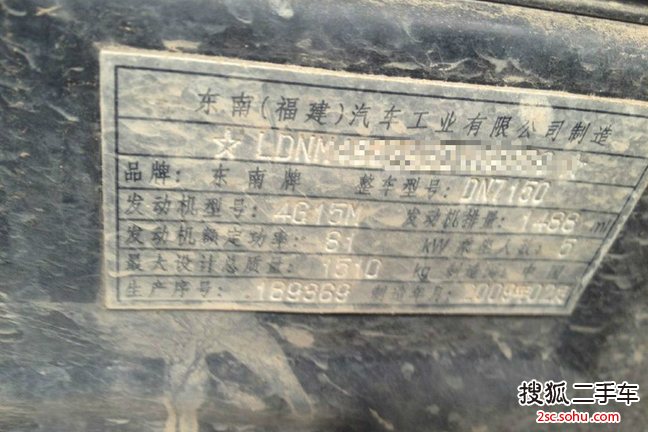 东南(福建)汽车工业有限公司制造
☆ LDNM
品牌: 东南牌 整车型号: DN7150
发动机型号: 4G15M 发动机排量: 1488 ml
发动机额定功率: 81 kW 乘坐人数: 5
最大设计总质量: 1510 kg 制造国: 中国
生产序号: 189869 制造年月:
搜狐二手车
2sc.sohu.com